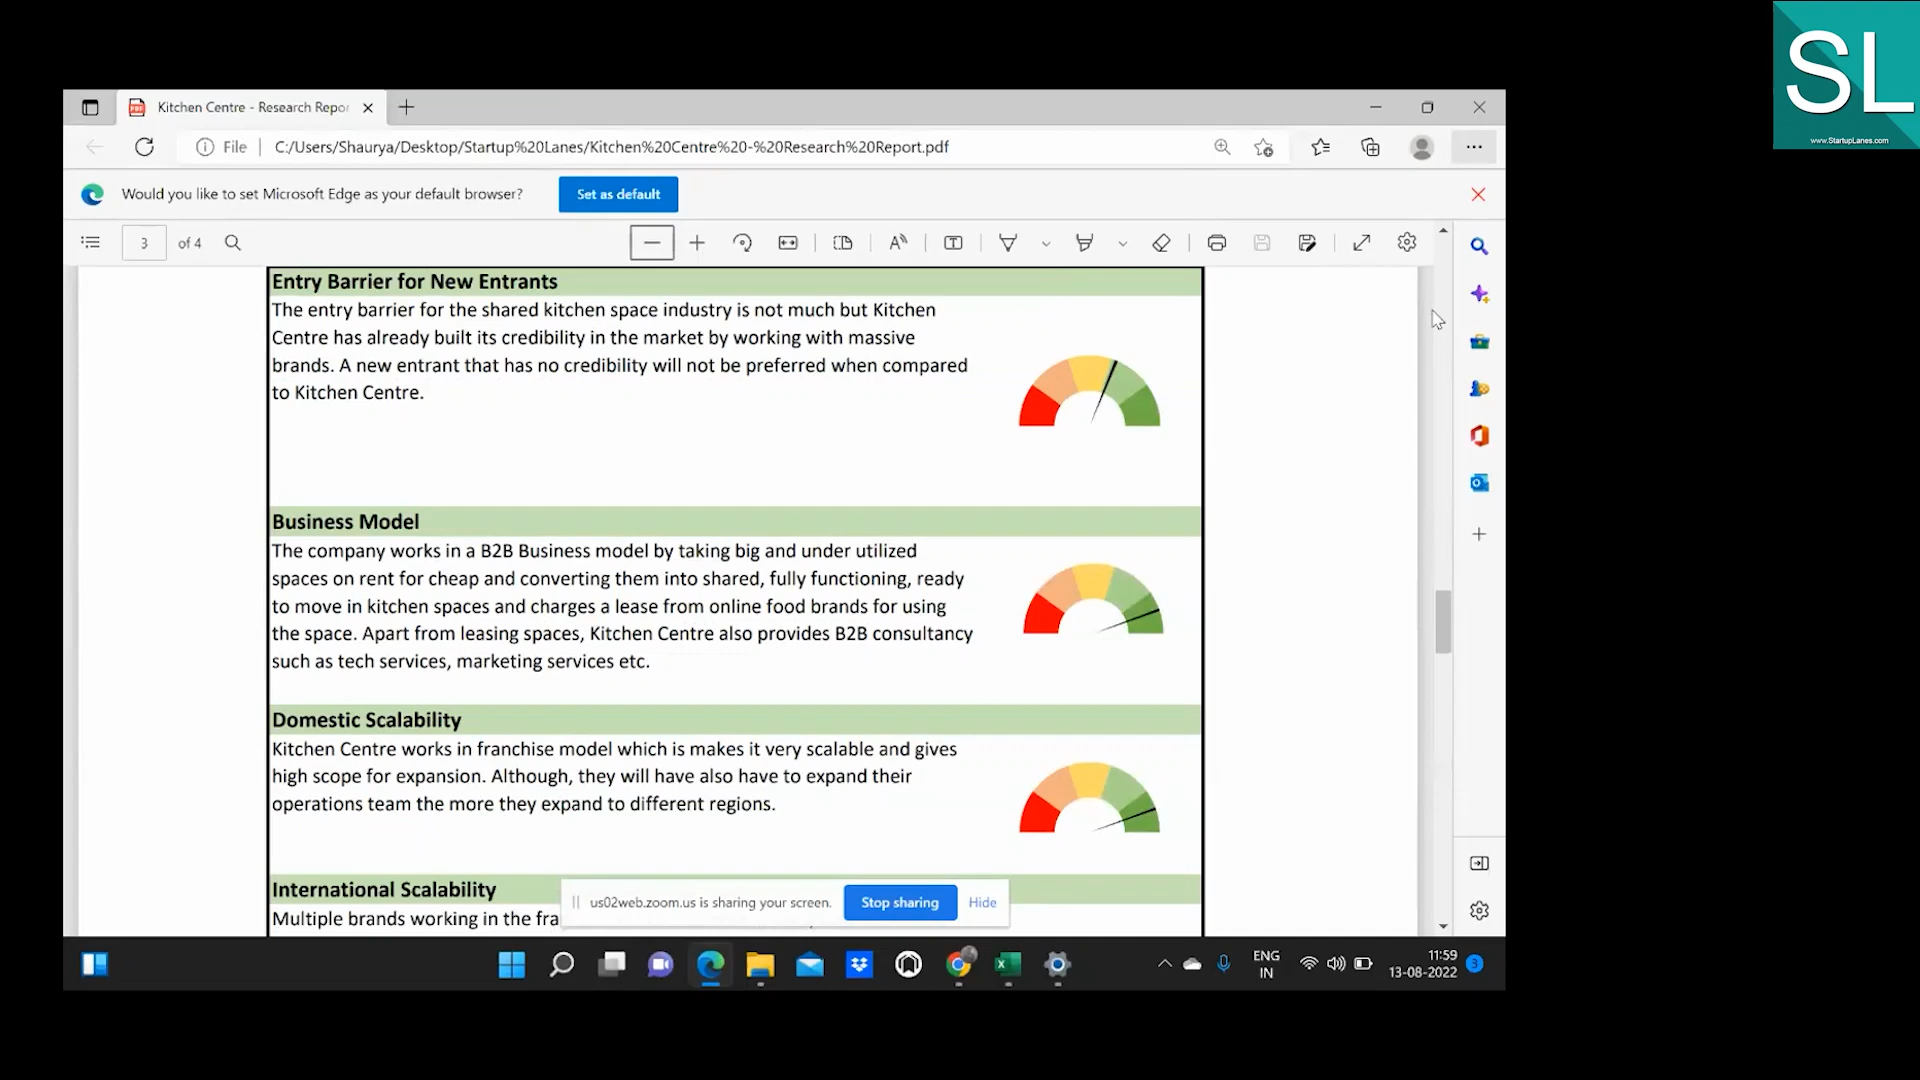 SL
www.StartupLanes.com
Kitchen Centre - Research Repor
File
C:/Users/Shaurya/Desktop/Startup%20Lanes/Kitchen%20Centre%20-%20Research%20Report.pdf
Would you like to set Microsoft Edge as your default browser?
Set as default
3 of 4
Entry Barrier for New Entrants
The entry barrier for the shared kitchen space industry is not much but Kitchen
Centre has already built its credibility in the market by working with massive
brands. A new entrant that has no credibility will not be preferred when compared
to Kitchen Centre.
Business Model
The company works in a B2B Business model by taking big and under utilized
spaces on rent for cheap and converting them into shared, fully functioning, ready
to move in kitchen spaces and charges a lease from online food brands for using
the space. Apart from leasing spaces, Kitchen Centre also provides B2B consultancy
such as tech services, marketing services etc.
Domestic Scalability
Kitchen Centre works in franchise model which is makes it very scalable and gives
high scope for expansion. Although, they will have also have to expand their
operations team the more they expand to different regions.
International Scalability
Multiple brands working in the fra
us02web.zoom.us is sharing your screen.
Stop sharing
Hide
ENG
IN
11:59
13-08-2022
3